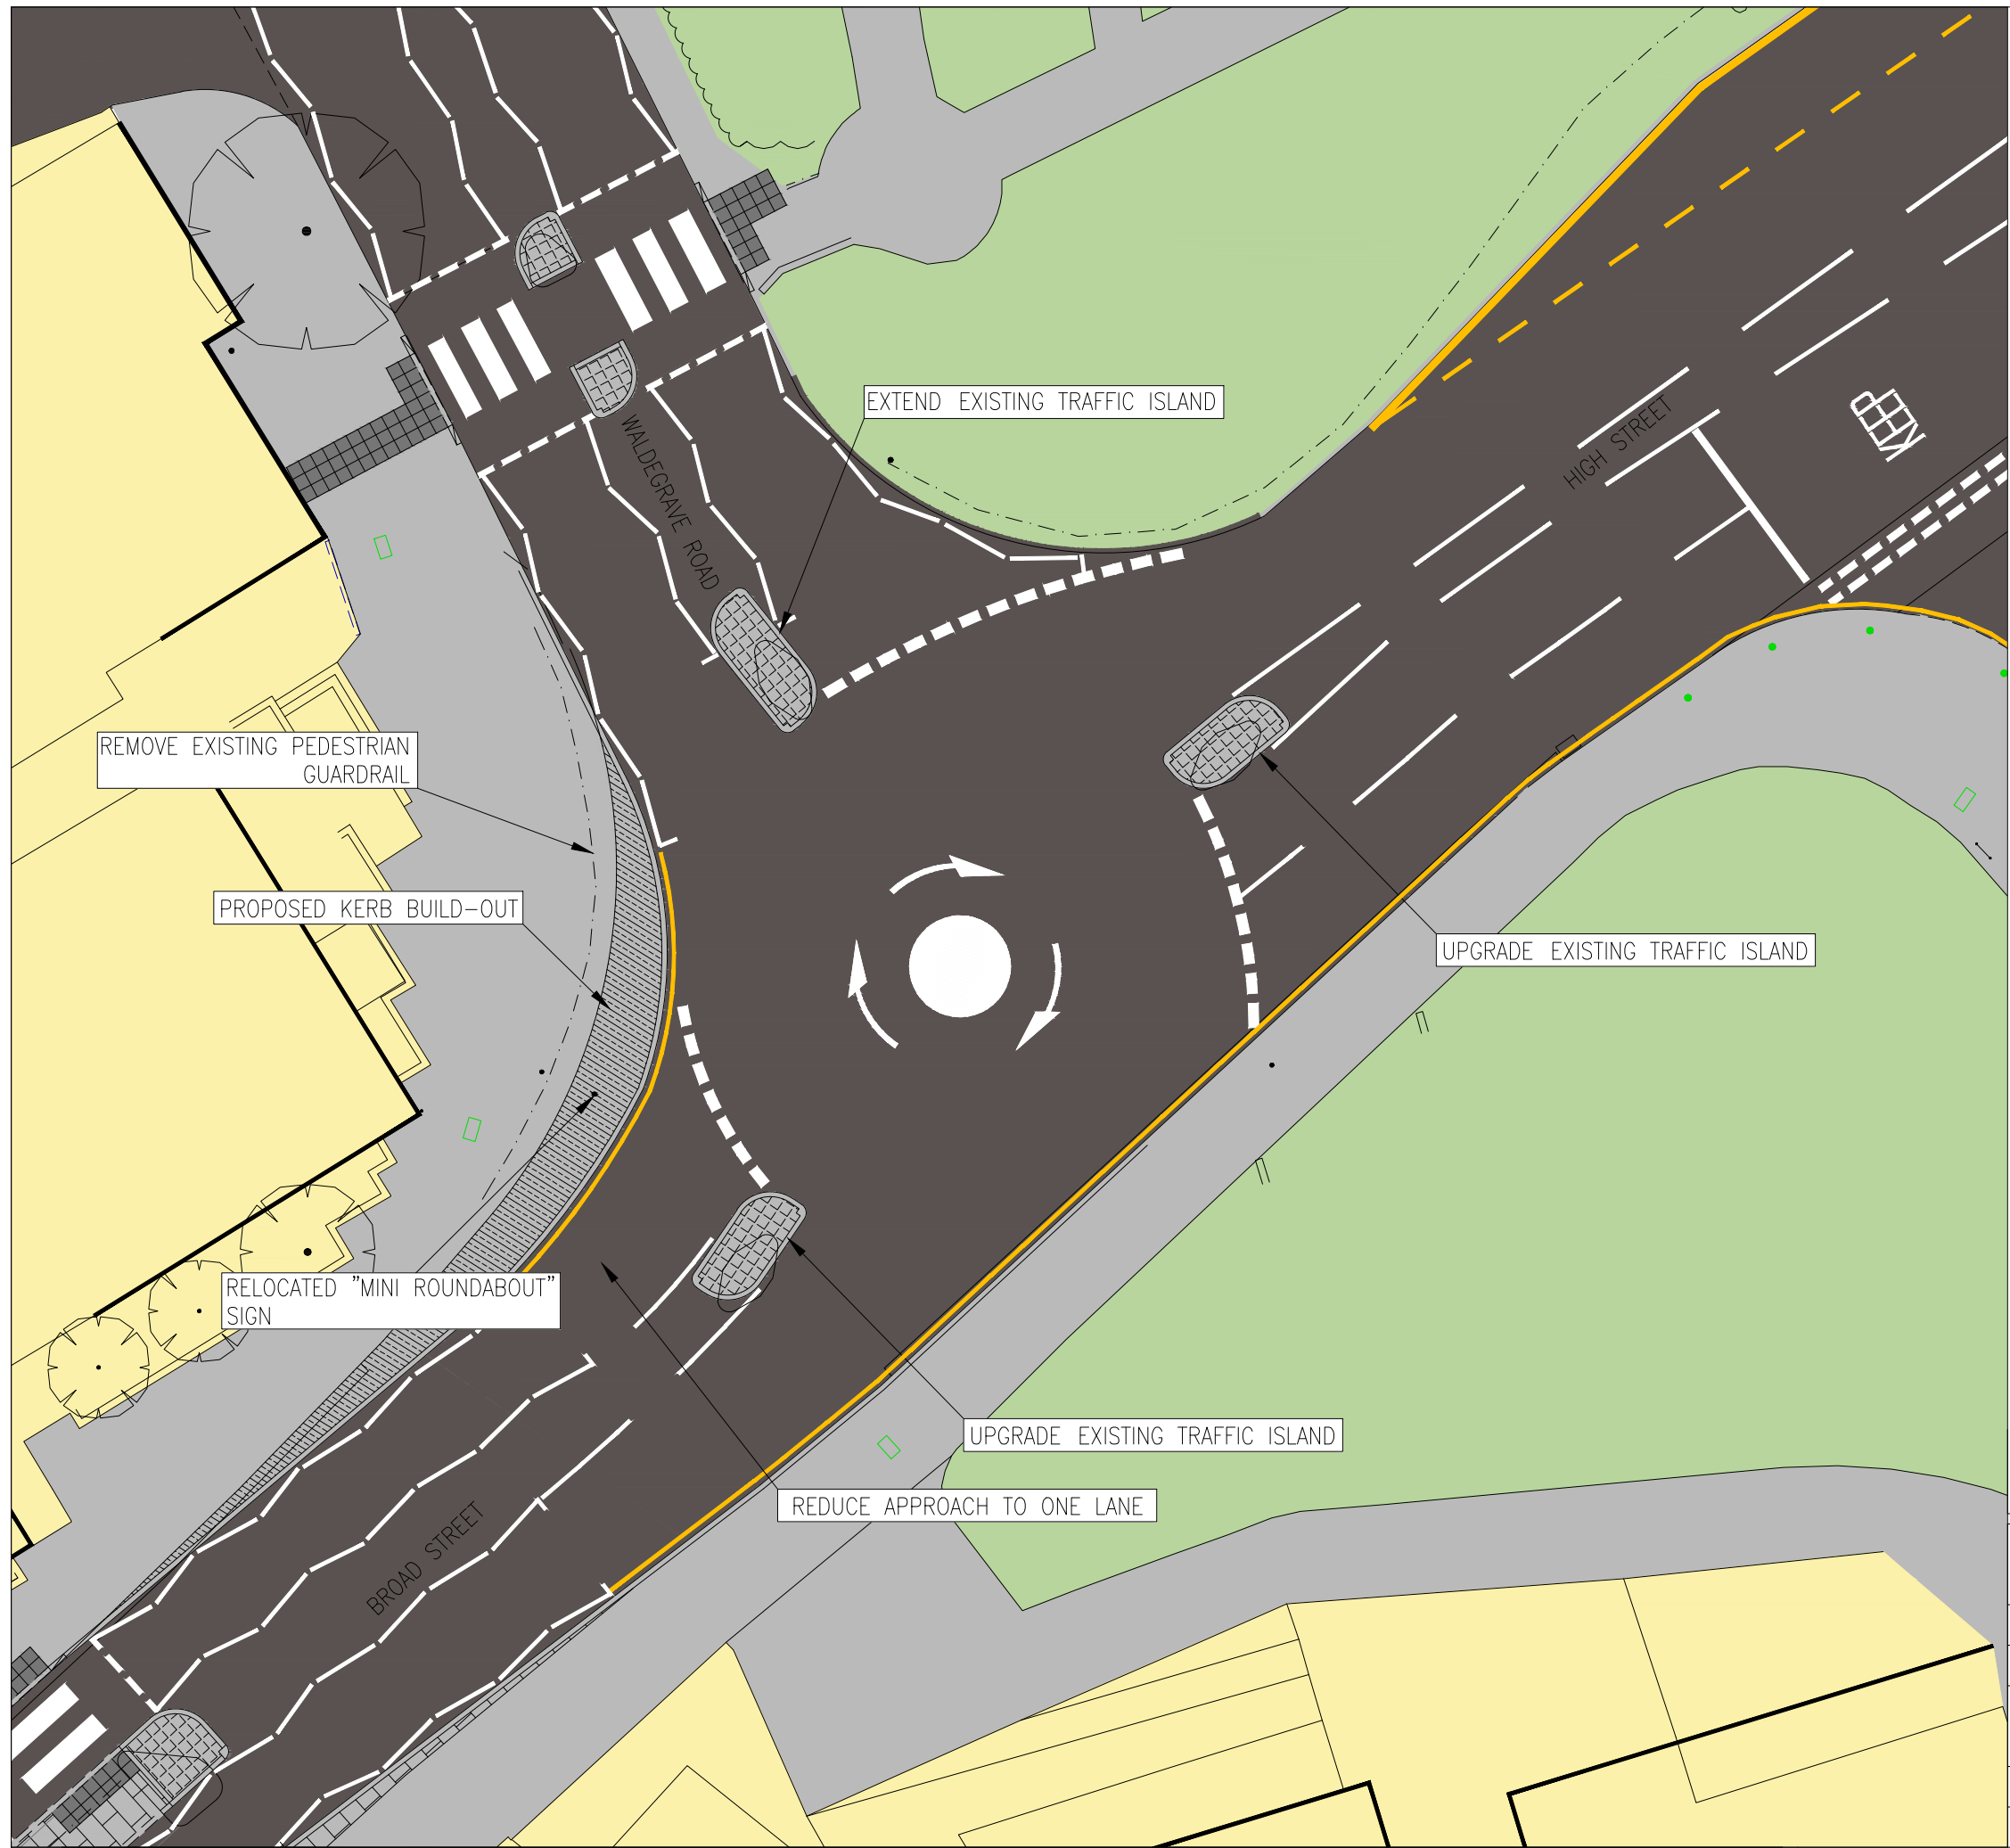 EXTEND EXISTING TRAFFIC ISLAND
HIGH STREET
WALDEGRAVE ROAD
REMOVE EXISTING PEDESTRIAN
GUARDRAIL
PROPOSED KERB BUILD-OUT
UPGRADE EXISTING TRAFFIC ISLAND
RELOCATED "MINI ROUNDABOUT"
SIGN
UPGRADE EXISTING TRAFFIC ISLAND
REDUCE APPROACH TO ONE LANE
BROAD STREET